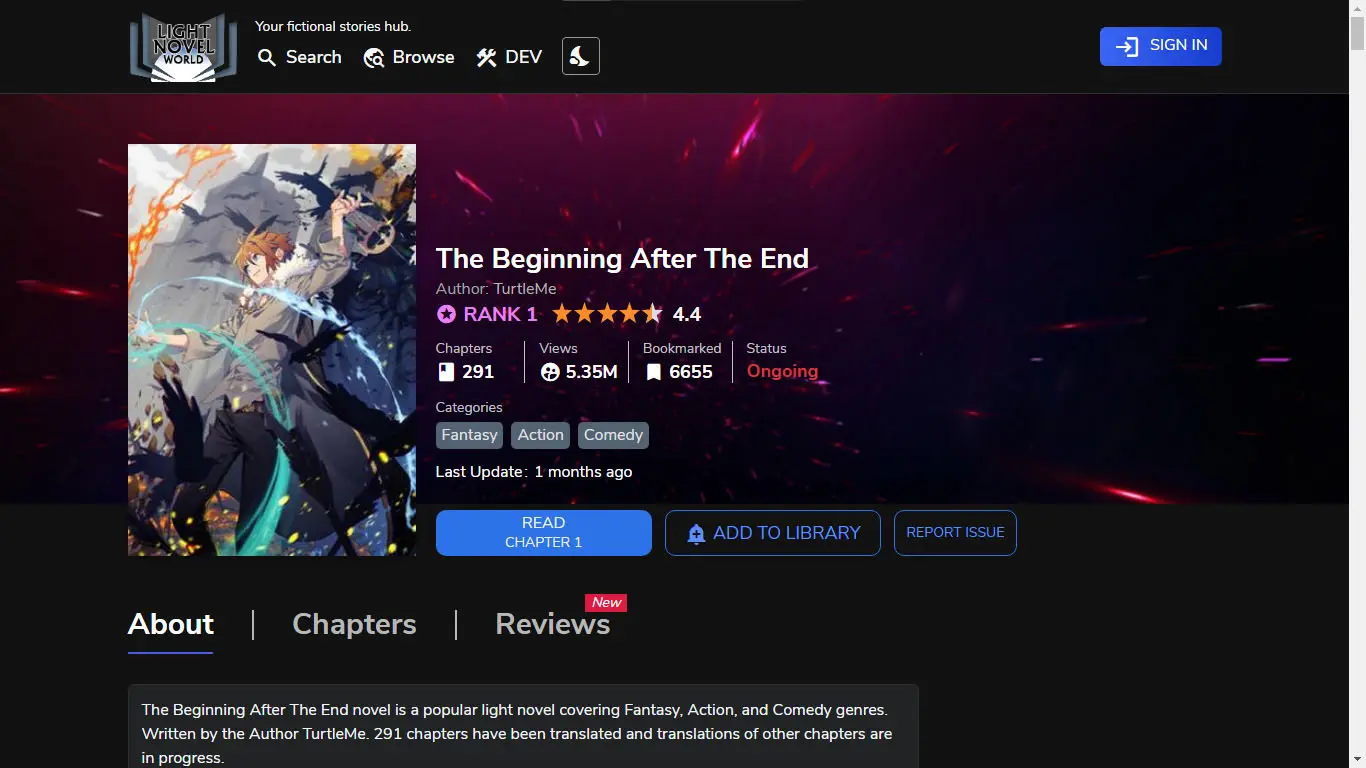 LIGHT
NOVEL
WORLD
Your fictional stories hub.
Search
Browse
DEV
SIGN IN
The Beginning After The End
Author: TurtleMe
RANK 1
4.4
Chapters
Views
Bookmarked
Status
291
5.35M
6655
Ongoing
Categories
Fantasy
Action
Comedy
Last Update: 1 months ago
READ
CHAPTER 1
ADD TO LIBRARY
REPORT ISSUE
About
Chapters
Reviews
New
The Beginning After The End novel is a popular light novel covering Fantasy, Action, and Comedy genres.
Written by the Author TurtleMe. 291 chapters have been translated and translations of other chapters are
in progress.